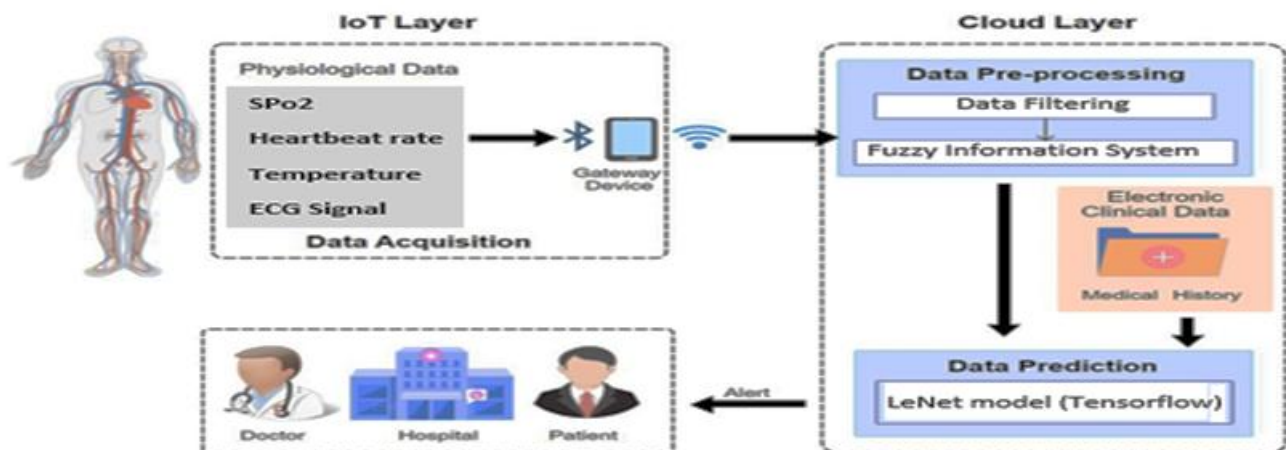 IoT Layer
Physiological Data
SPo2
Heartbeat rate
Temperature
ECG Signal
Data Acquisition
Gateway
Device
Cloud Layer
Data Pre-processing
Data Filtering
Fuzzy Information System
Electronic
Clinical Data
Medical History
Data Prediction
LeNet model (Tensorflow)
Alert
Doctor
Hospital
Patient